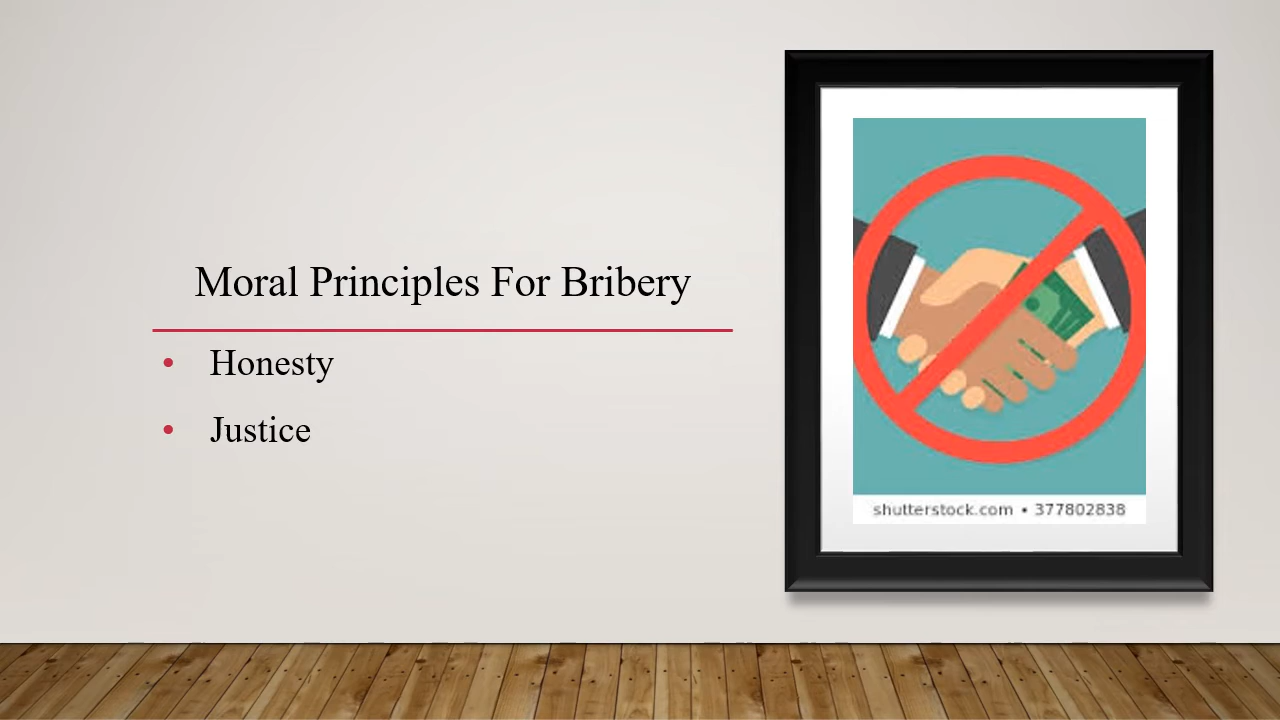 Moral Principles For Bribery
• Honesty
• Justice
shutterstock.com • 377802838